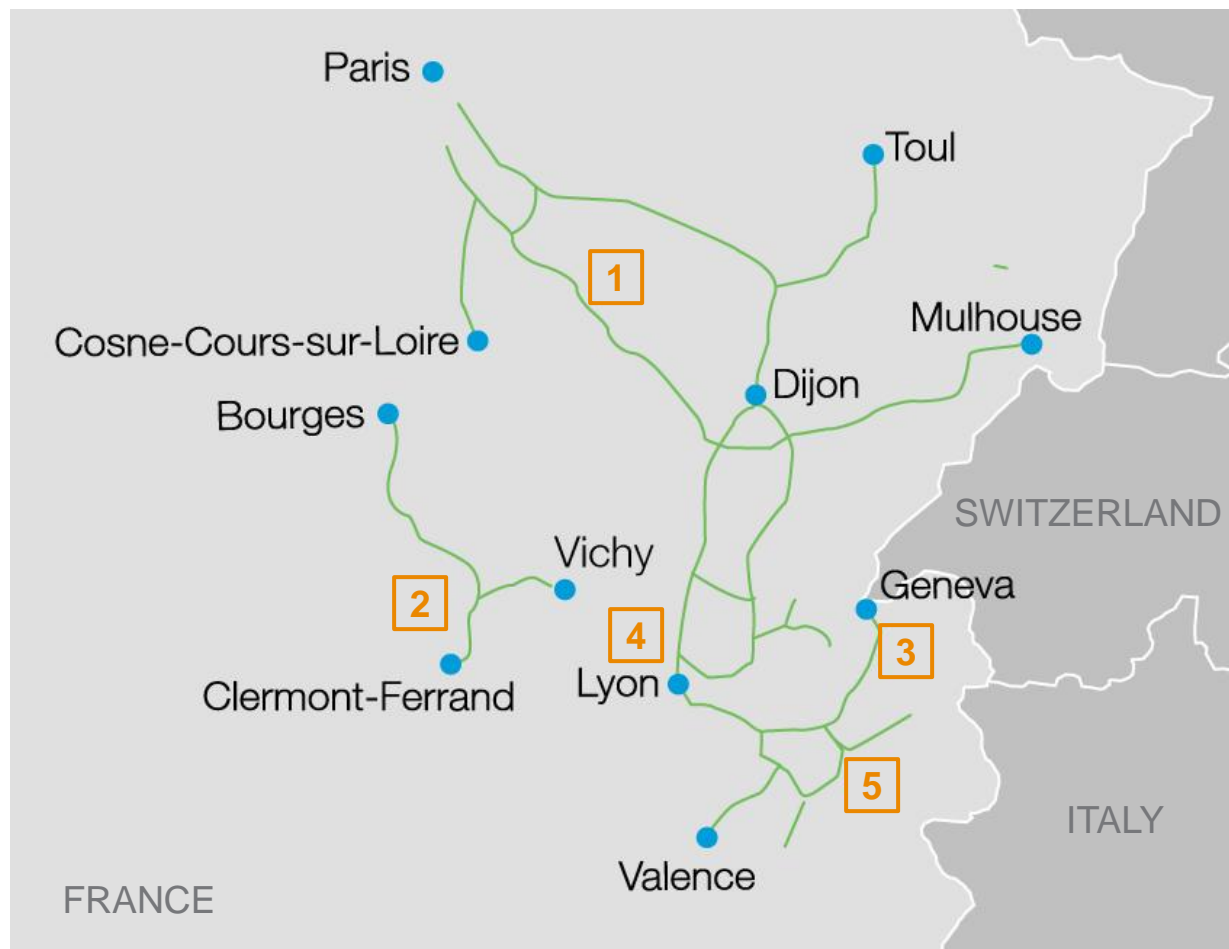 Paris
Toul
1
Mulhouse
Cosne-Cours-sur-Loire
Dijon
Bourges
SWITZERLAND
Vichy
Geneva
2
4
3
Lyon
Clermont-Ferrand
5
ITALY
Valence
FRANCE